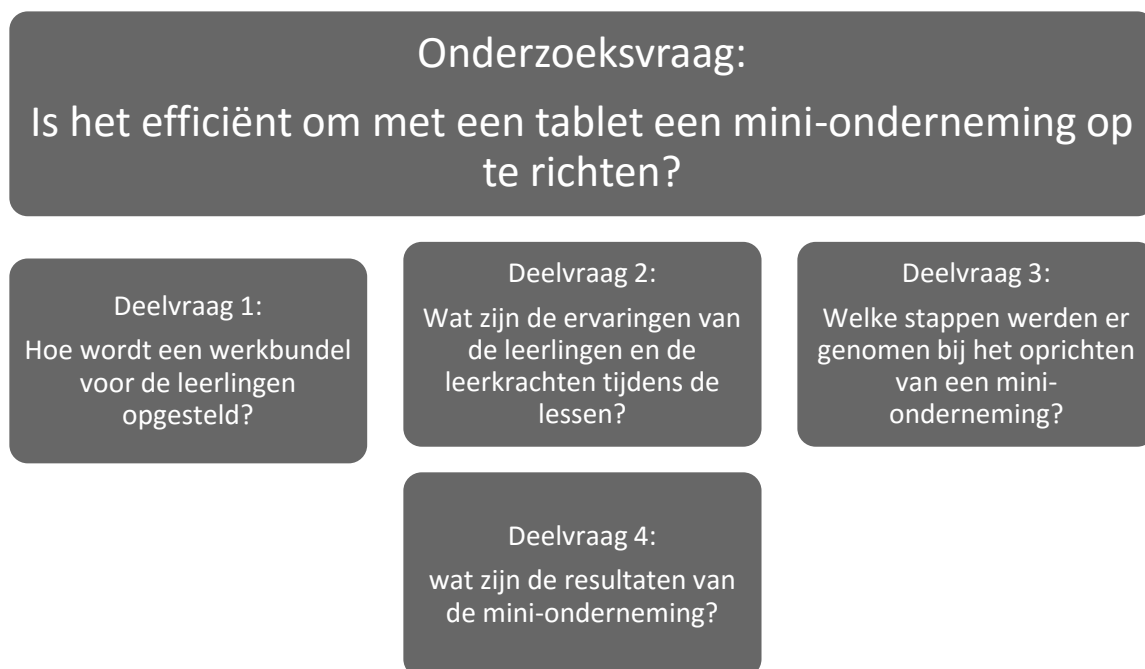 Onderzoeksvraag:
Is het efficiënt om met een tablet een mini-onderneming op
te richten?
Deelvraag 1:
Hoe wordt een werkbundel
voor de leerlingen
opgesteld?
Deelvraag 2:
Wat zijn de ervaringen van
de leerlingen en de
leerkrachten tijdens de
lessen?
Deelvraag 3:
Welke stappen werden er
genomen bij het oprichten
van een mini-
onderneming?
Deelvraag 4:
wat zijn de resultaten van
de mini-onderneming?